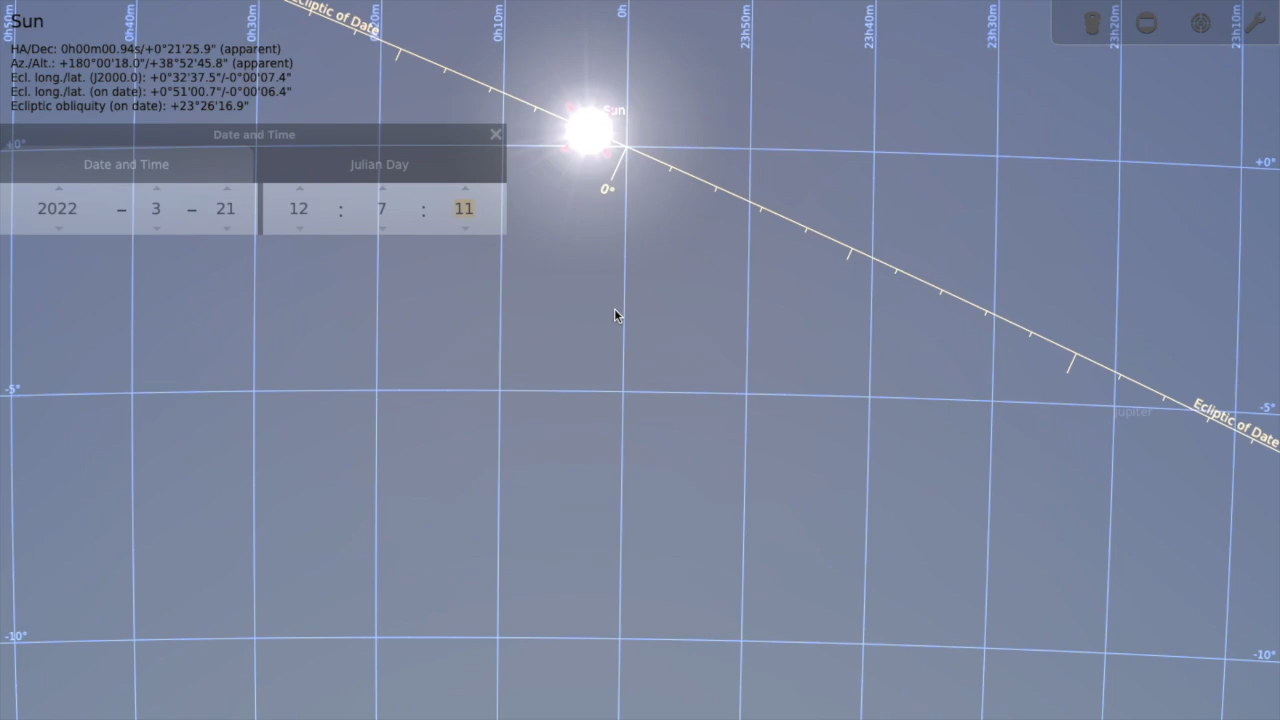 Sun
HA/Dec: 0h00m00.94s/+0°21'25.9" (apparent)
Az./Alt.: +180°00'18.0"/+38°52'45.8" (apparent)
Ecl. long./lat. (J2000.0): +0°32'37.5"/-0°00'07.4"
Ecl. long./lat. (on date): +0°51'00.7"/-0°00'06.4"
Ecliptic obliquity (on date): +23°26'16.9"
0h50m
0h40m
0h30m
0h20m
0h10m
0h
23h50m
23h40m
23h30m
23h20m
23h10m
Ecliptic of Date
Sun
Date and Time
Date and Time
Julian Day
+0°
+0°
2022 – 3 – 21
12 : 7 : 11
0°
-5°
-5°
Jupiter
Ecliptic of Date
-10°
-10°